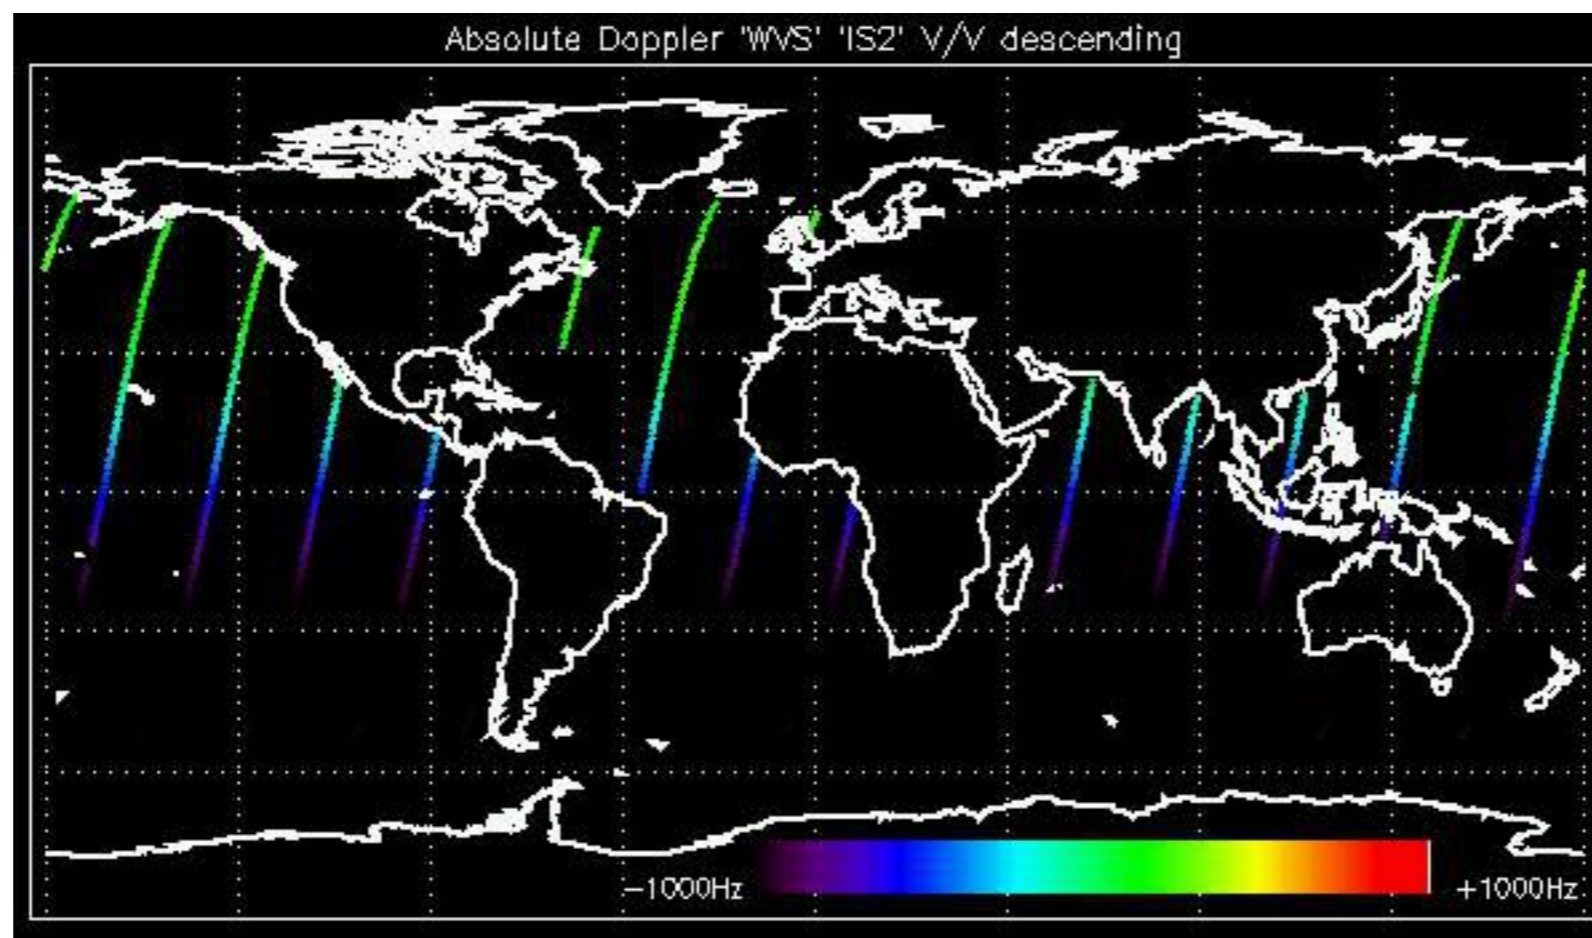 Absolute Doppler 'WVS' 'IS2' V/V descending
−1000Hz +1000Hz